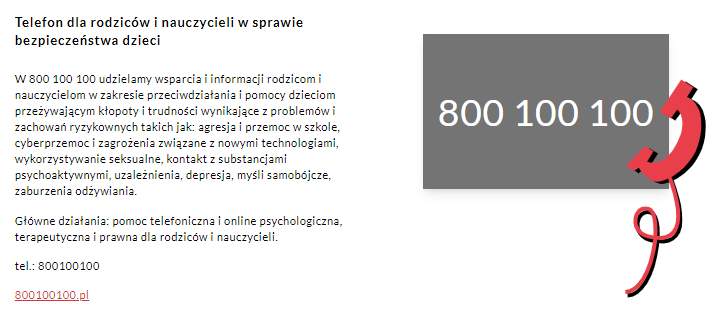 Telefon dla rodziców i nauczycieli w sprawie
bezpieczeństwa dzieci
W 800 100 100 udzielamy wsparcia i informacji rodzicom i
nauczycielom w zakresie przeciwdziałania i pomocy dzieciom
przeżywającym kłopoty i trudności wynikające z problemów i
zachowań ryzykownych takich jak: agresja i przemoc w szkole,
cyberprzemoc i zagrożenia związane z nowymi technologiami,
wykorzystywanie seksualne, kontakt z substancjami
psychoaktywnymi, uzależnienia, depresja, myśli samobójcze,
zaburzenia odżywiania.
Główne działania: pomoc telefoniczna i online psychologiczna,
terapeutyczna i prawna dla rodziców i nauczycieli.
tel.: 800100100
800100100.pl
800 100 100